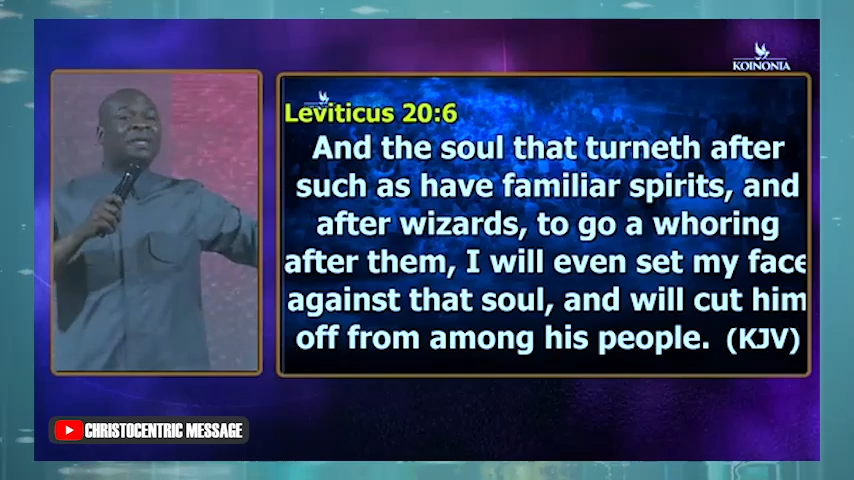 KOINONIA
Leviticus 20:6
And the soul that turneth after
such as have familiar spirits, and
after wizards, to go a whoring
after them, I will even set my face
against that soul, and will cut him
off from among his people. (KJV)
CHRISTOCENTRIC MESSAGE